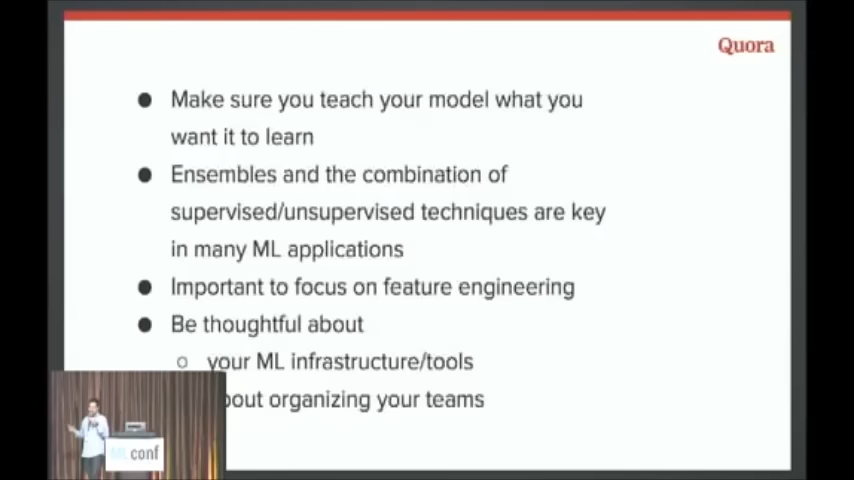 Quora
● Make sure you teach your model what you
want it to learn
● Ensembles and the combination of
supervised/unsupervised techniques are key
in many ML applications
● Important to focus on feature engineering
● Be thoughtful about
○ your ML infrastructure/tools
organizing your teams
MLconf